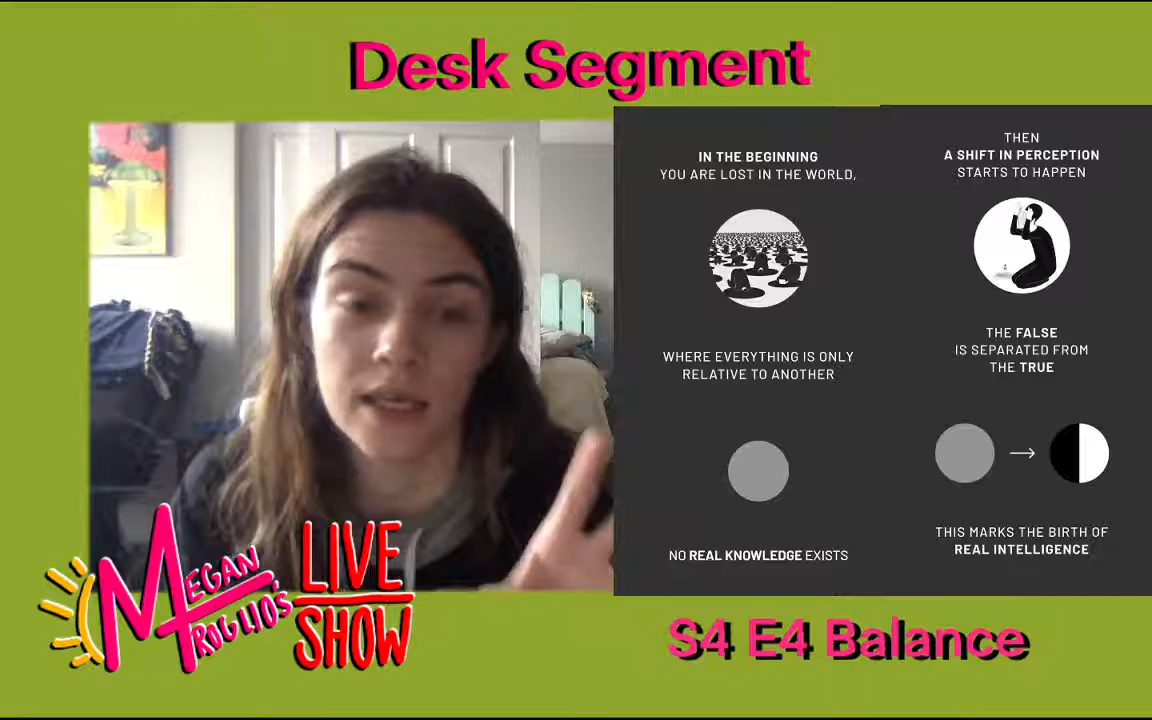 Desk Segment
IN THE BEGINNING
YOU ARE LOST IN THE WORLD,
WHERE EVERYTHING IS ONLY
RELATIVE TO ANOTHER
NO REAL KNOWLEDGE EXISTS
THEN
A SHIFT IN PERCEPTION
STARTS TO HAPPEN
THE FALSE
IS SEPARATED FROM
THE TRUE
THIS MARKS THE BIRTH OF
REAL INTELLIGENCE
MEGAN
TROGLIO'S
LIVE
SHOW
S4 E4 Balance